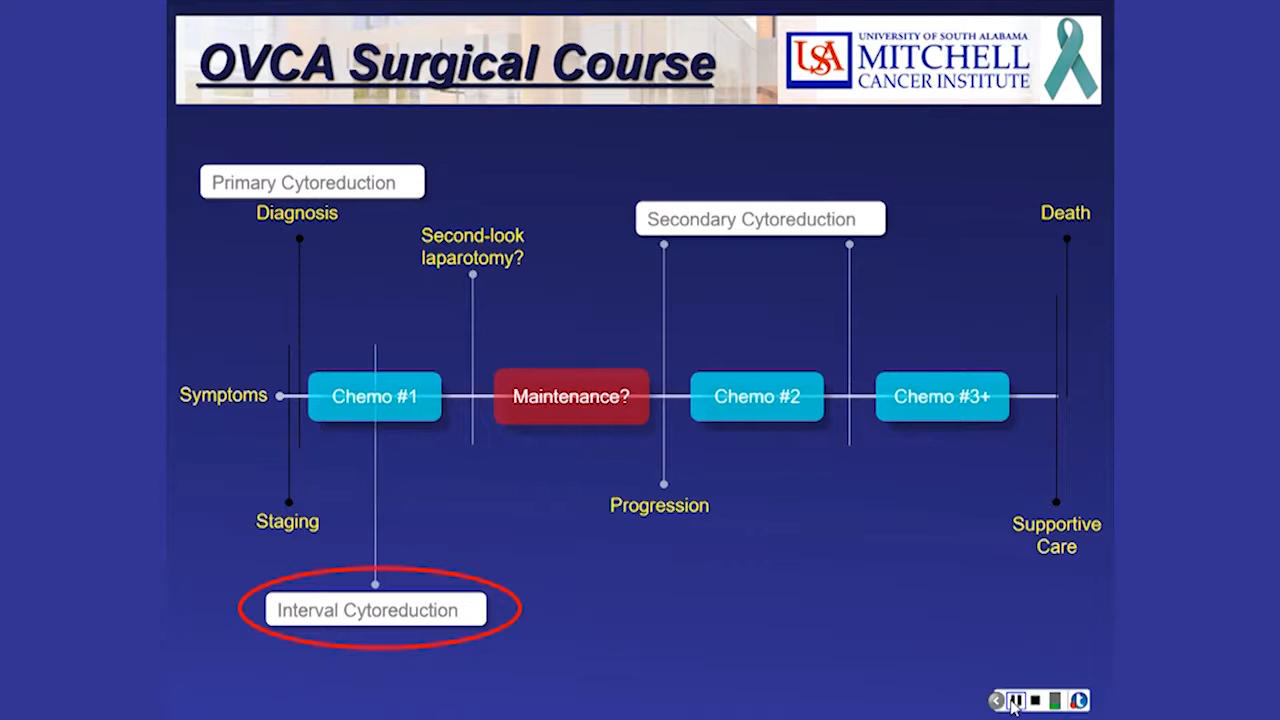 OVCA Surgical Course
USA
UNIVERSITY OF SOUTH ALABAMA
MITCHELL
CANCER INSTITUTE
Primary Cytoreduction
Diagnosis
Second-look
laparotomy?
Secondary Cytoreduction
Death
Symptoms
Chemo #1
Maintenance?
Chemo #2
Chemo #3+
Staging
Progression
Supportive
Care
Interval Cytoreduction